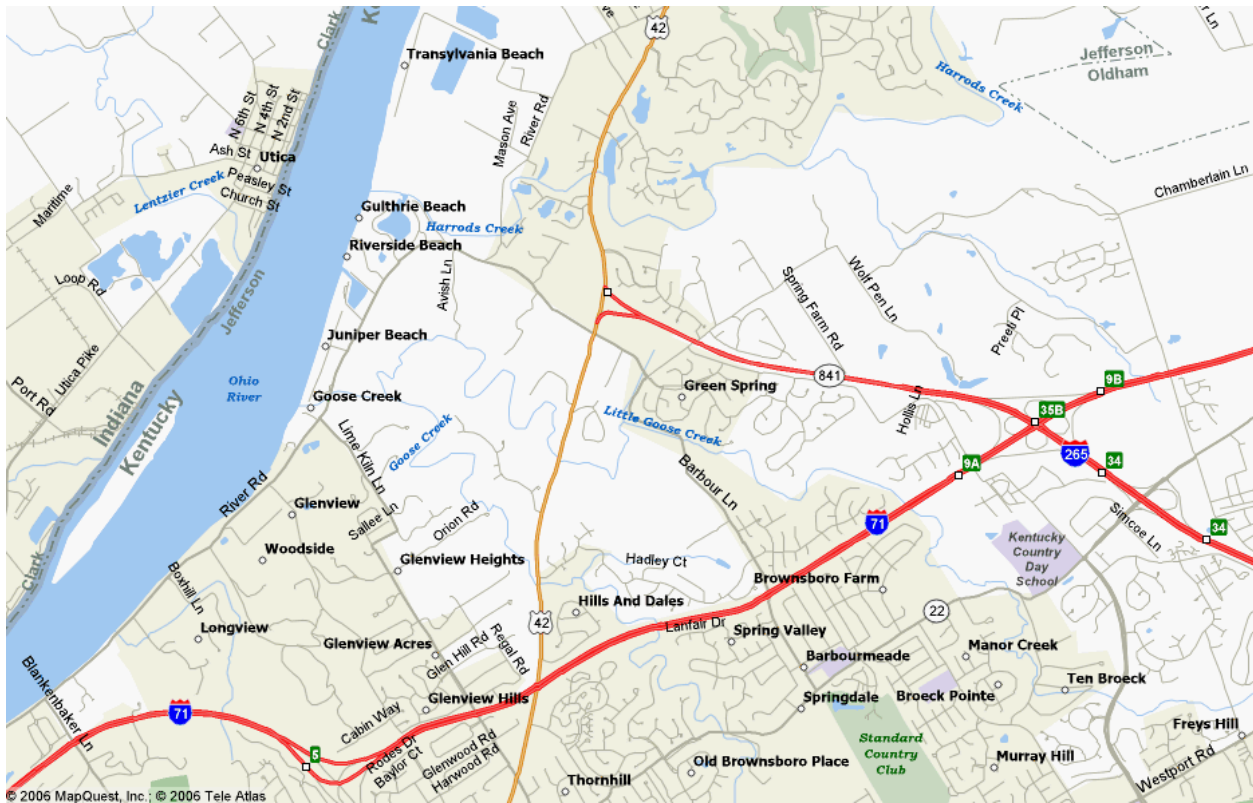 Clark
Ke
42
Transylvania Beach
Jefferson
Oldham
Harrods Creek
N 6th St
N 4th St
N 2nd St
Mason Ave
River Rd
Ash St
Utica
Peasley St
Church St
Lentzier Creek
Maritime
Chamberlain Ln
Gulthrie Beach
Harrods Creek
Riverside Beach
Avish Ln
Loop Rd
Jefferson
Spring Farm Rd
Wolf Pen Ln
Preeti Pl
Juniper Beach
Utica Pike
Port Rd
Indiana
Kentucky
Ohio
River
Goose Creek
841
9B
Green Spring
Hollis Ln
35B
Little Goose Creek
Lime Kiln Ln
Goose Creek
265
34
9A
Barbour Ln
River Rd
Glenview
Sallee Ln
Orion Rd
71
Simcoe Ln
34
Kentucky
Country
Day
School
Woodside
Glenview Heights
Hadley Ct
Brownsboro Farm
Clark
Boxhill Ln
Hills And Dales
22
42
Lanfair Dr
Spring Valley
Longview
Glenview Acres
Glen Hill Rd
Regal Rd
Manor Creek
Barbourmeade
Ten Broeck
Broeck Pointe
Blankenbaker Ln
71
Glenview Hills
Springdale
Cabin Way
Freys Hill
Standard
Country
Club
5
Rodes Dr
Baylor Ct
Glenwood Rd
Harwood Rd
Old Brownsboro Place
Murray Hill
Westport Rd
Thornhill
© 2006 MapQuest, Inc.; © 2006 Tele Atlas